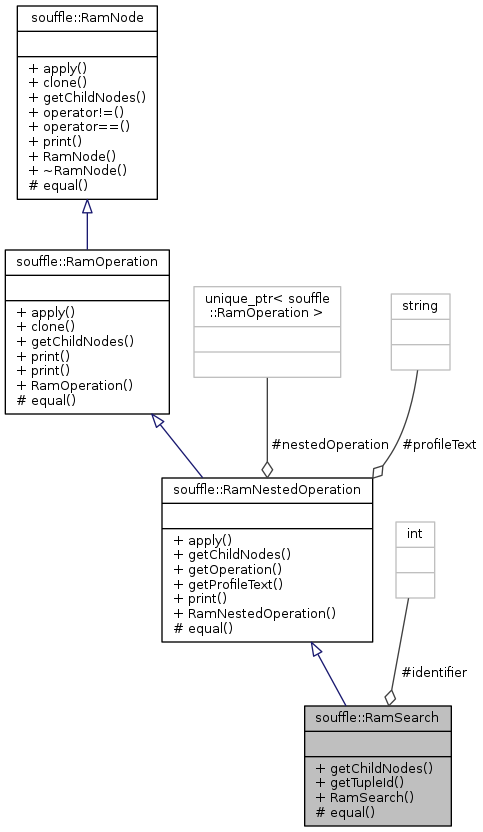 souffle::RamNode
+ apply()
+ clone()
+ getChildNodes()
+ operator!=()
+ operator==()
+ print()
+ RamNode()
+ ~RamNode()
# equal()
souffle::RamOperation
+ apply()
+ clone()
+ getChildNodes()
+ print()
+ print()
+ RamOperation()
# equal()
unique_ptr< souffle
::RamOperation >
string
#nestedOperation
#profileText
souffle::RamNestedOperation
+ apply()
+ getChildNodes()
+ getOperation()
+ getProfileText()
+ print()
+ RamNestedOperation()
# equal()
int
#identifier
souffle::RamSearch
+ getChildNodes()
+ getTupleId()
+ RamSearch()
# equal()